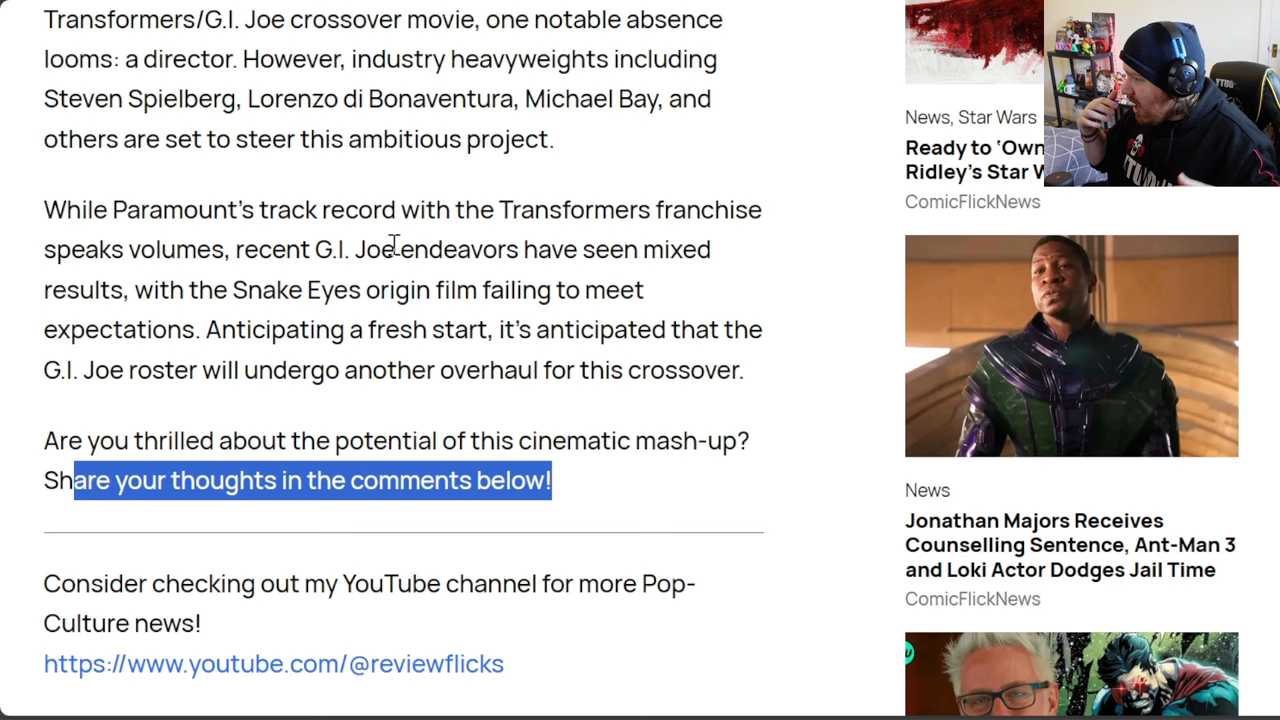 Transformers/G.I. Joe crossover movie, one notable absence
looms: a director. However, industry heavyweights including
Steven Spielberg, Lorenzo di Bonaventura, Michael Bay, and
others are set to steer this ambitious project.
While Paramount's track record with the Transformers franchise
speaks volumes, recent G.I. Joe endeavors have seen mixed
results, with the Snake Eyes origin film failing to meet
expectations. Anticipating a fresh start, it's anticipated that the
G.I. Joe roster will undergo another overhaul for this crossover.
Are you thrilled about the potential of this cinematic mash-up?
Share your thoughts in the comments below!
Consider checking out my YouTube channel for more Pop-
Culture news!
https://www.youtube.com/@reviewflicks
News, Star Wars
Ready to 'Own
Ridley's Star W
ComicFlickNews
News
Jonathan Majors Receives
Counselling Sentence, Ant-Man 3
and Loki Actor Dodges Jail Time
ComicFlickNews